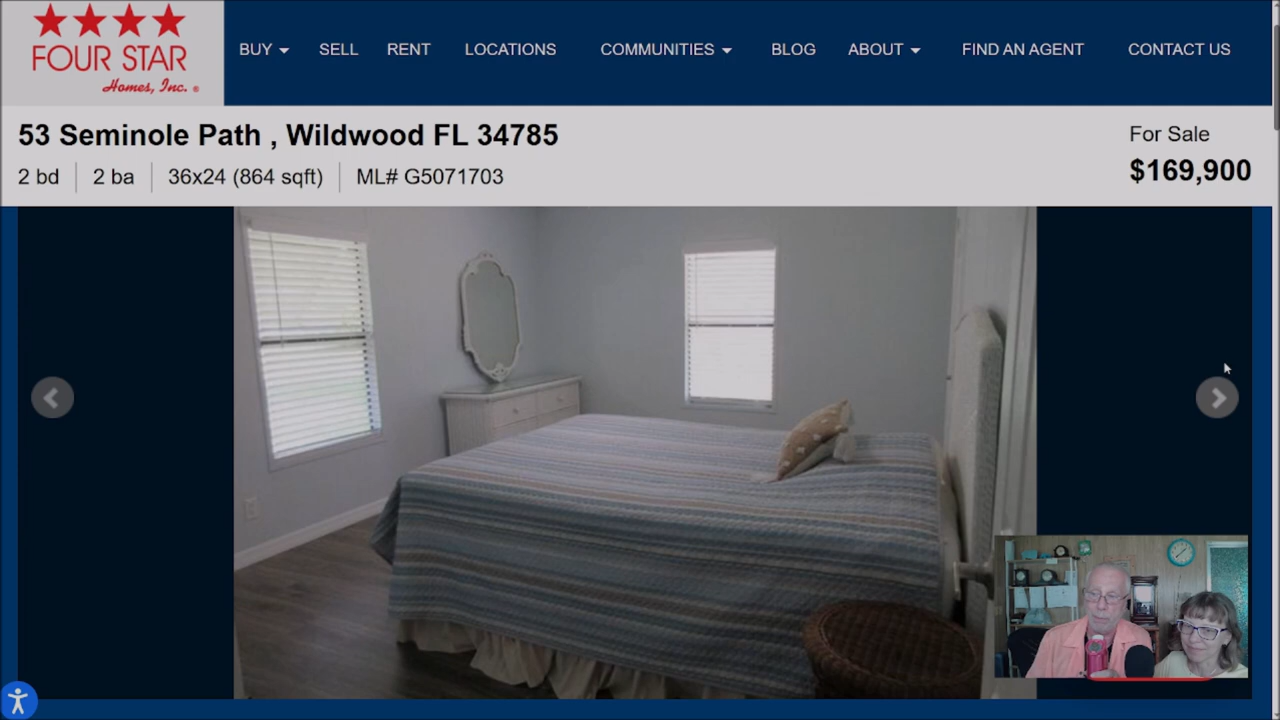 FOUR STAR
Homes, Inc. ®
BUY
SELL
RENT
LOCATIONS
COMMUNITIES
BLOG
ABOUT
FIND AN AGENT
CONTACT US
53 Seminole Path , Wildwood FL 34785
2 bd
2 ba
36x24 (864 sqft)
ML# G5071703
For Sale
$169,900